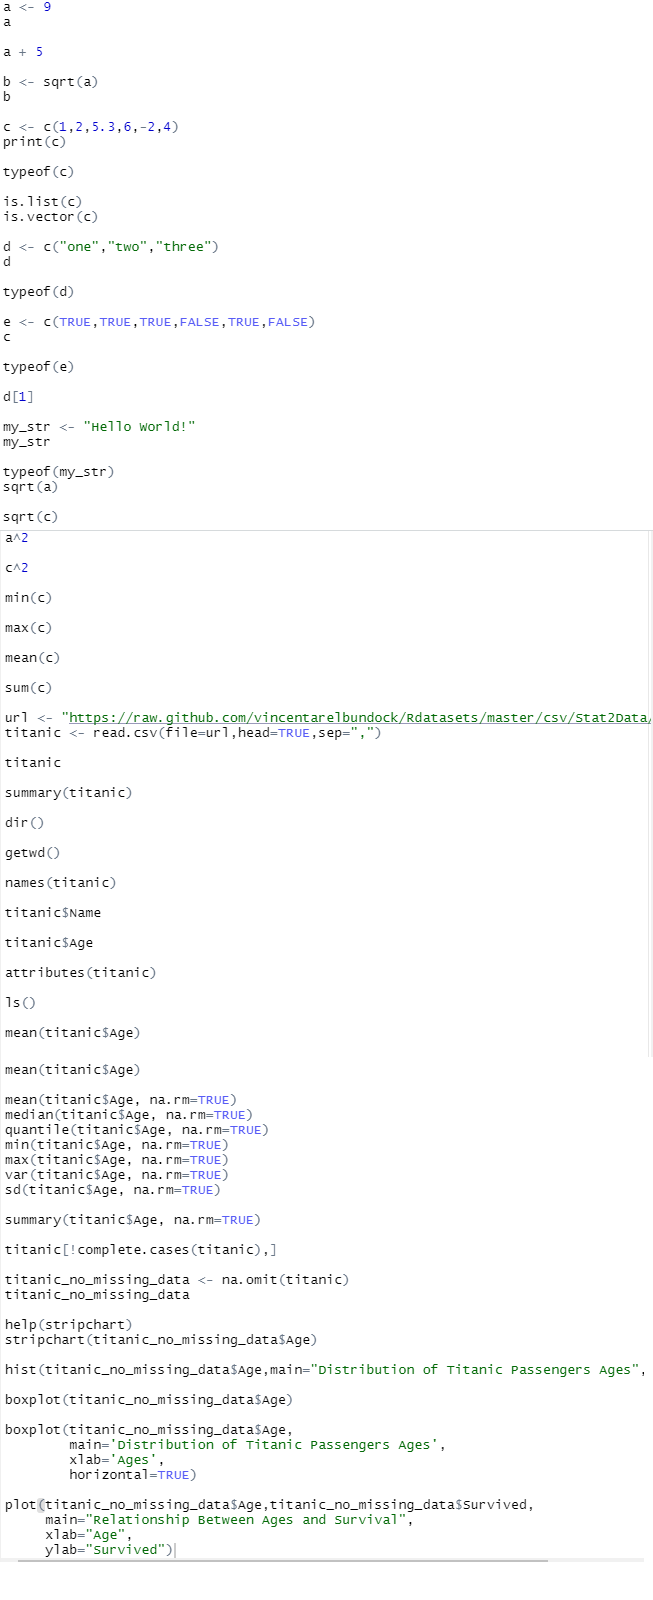 a <- 9
a
a + 5
b <- sqrt(a)
b
c <- c(1,2,5.3,6,-2,4)
print(c)
typeof(c)
is.list(c)
is.vector(c)
d <- c("one","two","three")
d
typeof(d)
e <- c(TRUE,TRUE,TRUE,FALSE,TRUE,FALSE)
c
typeof(e)
d[1]
my_str <- "Hello World!"
my_str
typeof(my_str)
sqrt(a)
sqrt(c)
a^2
c^2
min(c)
max(c)
mean(c)
sum(c)
url <- "https://raw.github.com/vincentarelbundock/Rdatasets/master/csv/Stat2Data/
titanic <- read.csv(file=url,head=TRUE,sep=",")
titanic
summary(titanic)
dir()
getwd()
names(titanic)
titanic$Name
titanic$Age
attributes(titanic)
ls()
mean(titanic$Age)
mean(titanic$Age)
mean(titanic$Age, na.rm=TRUE)
median(titanic$Age, na.rm=TRUE)
quantile(titanic$Age, na.rm=TRUE)
min(titanic$Age, na.rm=TRUE)
max(titanic$Age, na.rm=TRUE)
var(titanic$Age, na.rm=TRUE)
sd(titanic$Age, na.rm=TRUE)
summary(titanic$Age, na.rm=TRUE)
titanic[!complete.cases(titanic),]
titanic_no_missing_data <- na.omit(titanic)
titanic_no_missing_data
help(stripchart)
stripchart(titanic_no_missing_data$Age)
hist(titanic_no_missing_data$Age,main="Distribution of Titanic Passengers Ages",
boxplot(titanic_no_missing_data$Age)
boxplot(titanic_no_missing_data$Age,
main='Distribution of Titanic Passengers Ages',
xlab='Ages',
horizontal=TRUE)
plot(titanic_no_missing_data$Age,titanic_no_missing_data$Survived,
main="Relationship Between Ages and Survival",
xlab="Age",
ylab="Survived")